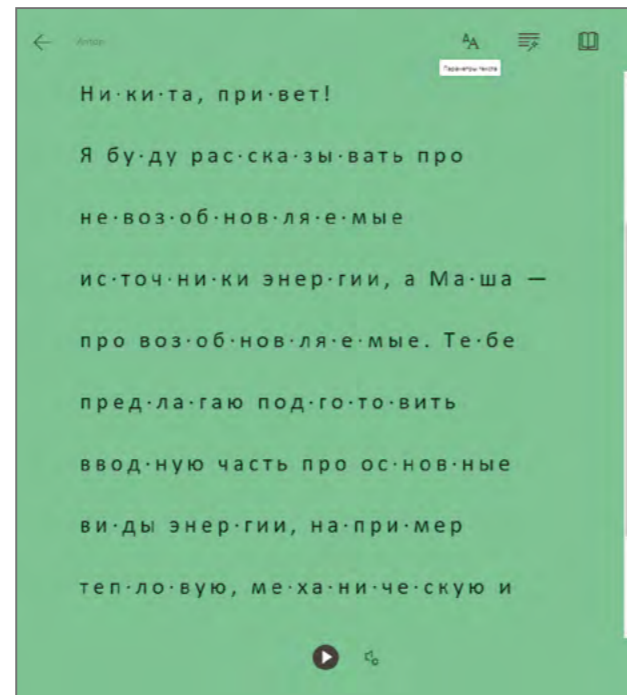 Параметры текста
Ни·ки·та, при·вет!
Я бу·ду рас·ска·зы·вать про
не·воз·об·нов·ля·е·мые
ис·точ·ни·ки энер·гии, а Ма·ша —
про воз·об·нов·ля·е·мые. Те·бе
пред·ла·гаю под·го·то·вить
ввод·ную часть про ос·нов·ные
ви·ды энер·гии, на·при·мер
теп·ло·вую, ме·ха·ни·че·скую и